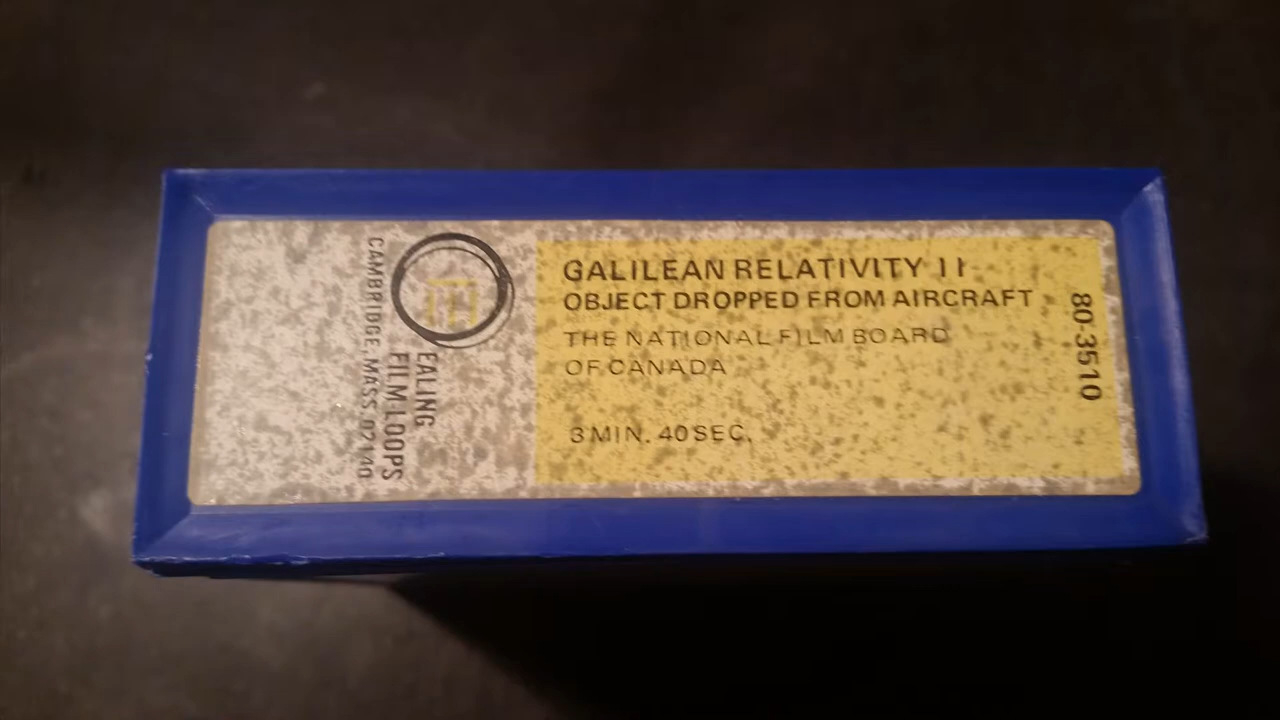 GALILEAN RELATIVITY II
OBJECT DROPPED FROM AIRCRAFT
THE NATIONAL FILM BOARD
OF CANADA
3 MIN. 40 SEC.
80-3510
EALING
FILM LOOPS
CAMBRIDGE, MASS. 02140